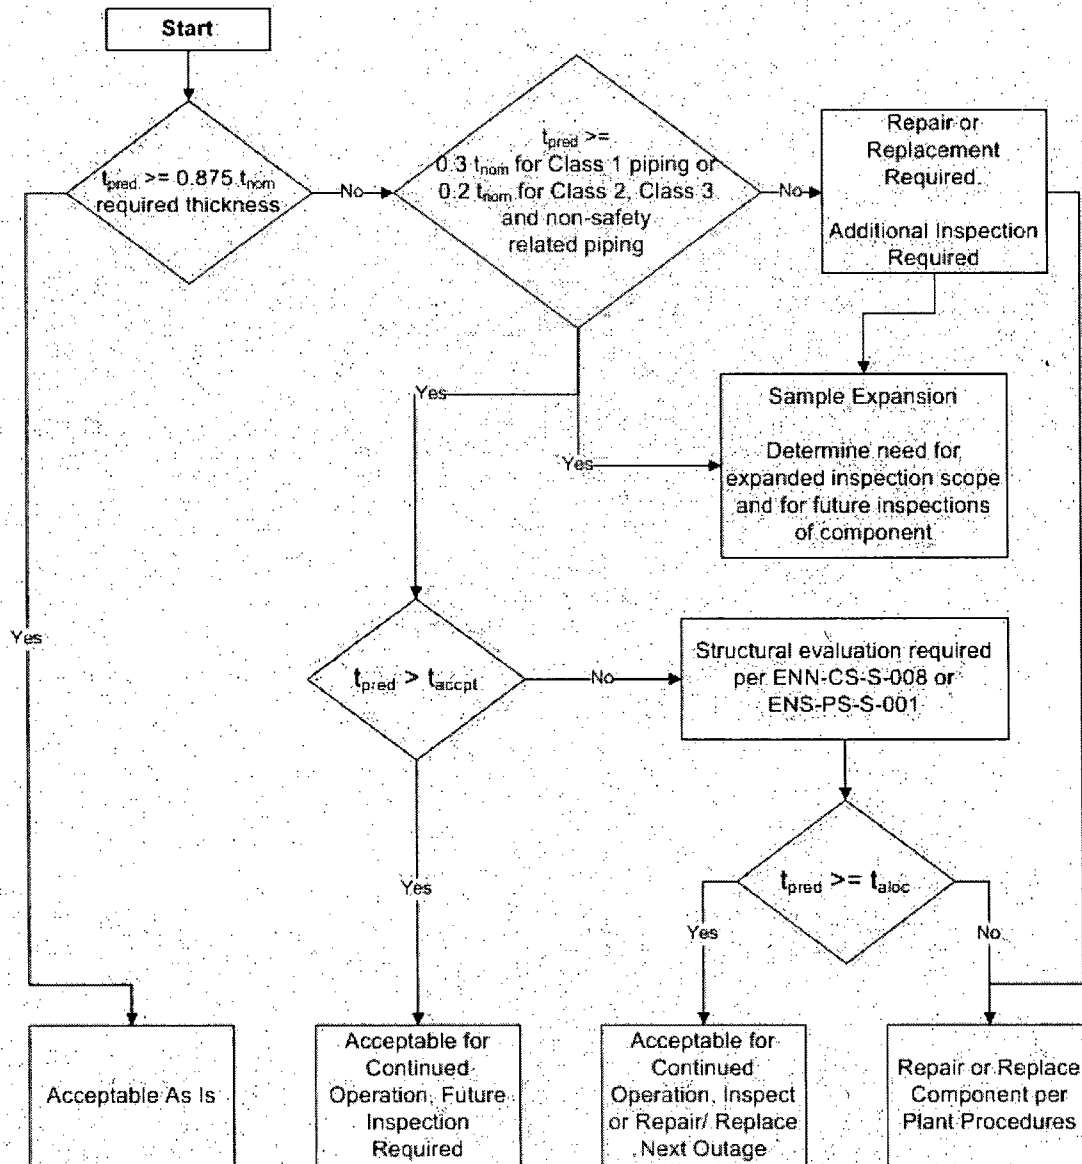 Start
t_pred >= 0.875 t_nom
required thickness
No
t_pred >=
0.3 t_nom for Class 1 piping or
0.2 t_nom for Class 2, Class 3
and non-safety
related piping
No
Repair or
Replacement
Required.
Additional Inspection
Required
Yes
Yes
Sample Expansion
Determine need for
expanded inspection scope
and for future inspections
of component
Yes
t_pred > t_accpt
No
Structural evaluation required
per ENN-CS-S-008 or
ENS-PS-S-001
Yes
t_pred >= t_aloc
Yes
No
Acceptable As Is
Acceptable for
Continued
Operation, Future
Inspection
Required
Acceptable for
Continued
Operation, Inspect
or Repair/ Replace
Next Outage
Repair or Replace
Component per
Plant Procedures